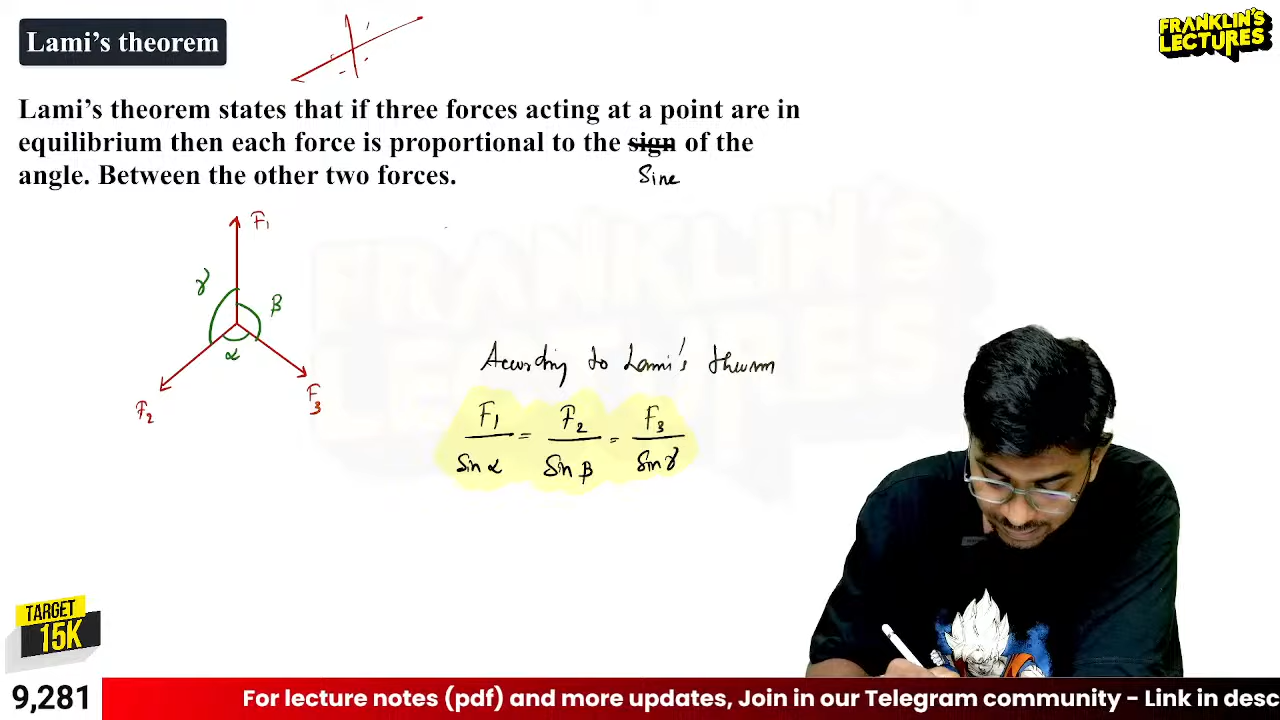 Lami's theorem
FRANKLIN'S
LECTURES
Lami's theorem states that if three forces acting at a point are in
equilibrium then each force is proportional to the sign of the
Sine
angle. Between the other two forces.
F₁
γ
β
α
F₂
F₃
FRANKLIN'S
LECTURES
According to Lami's theorem
F₁/Sin α = F₂/Sin β = F₃/Sin γ
TARGET
15K
9,281
For lecture notes (pdf) and more updates, Join in our Telegram community - Link in desc